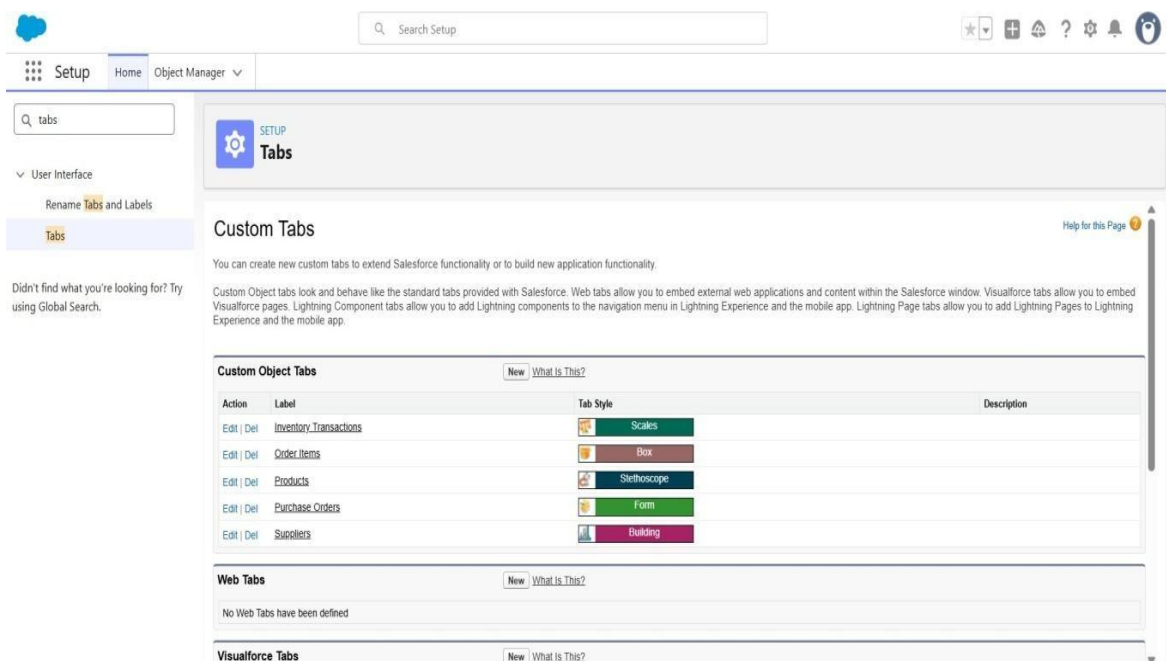 Search Setup
Setup
Home
Object Manager
tabs
User Interface
Rename Tabs and Labels
Tabs
Didn't find what you're looking for? Try
using Global Search.
SETUP
Tabs
Custom Tabs
Help for this Page
You can create new custom tabs to extend Salesforce functionality or to build new application functionality.
Custom Object tabs look and behave like the standard tabs provided with Salesforce. Web tabs allow you to embed external web applications and content within the Salesforce window. Visualforce tabs allow you to embed
Visualforce pages. Lightning Component tabs allow you to add Lightning components to the navigation menu in Lightning Experience and the mobile app. Lightning Page tabs allow you to add Lightning Pages to Lightning
Experience and the mobile app.
Custom Object Tabs New What Is This?
Action Label Tab Style Description
Edit | Del Inventory Transactions Scales
Edit | Del Order Items Box
Edit | Del Products Stethoscope
Edit | Del Purchase Orders Form
Edit | Del Suppliers Building
Web Tabs New What Is This?
No Web Tabs have been defined
Visualforce Tabs New What Is This?